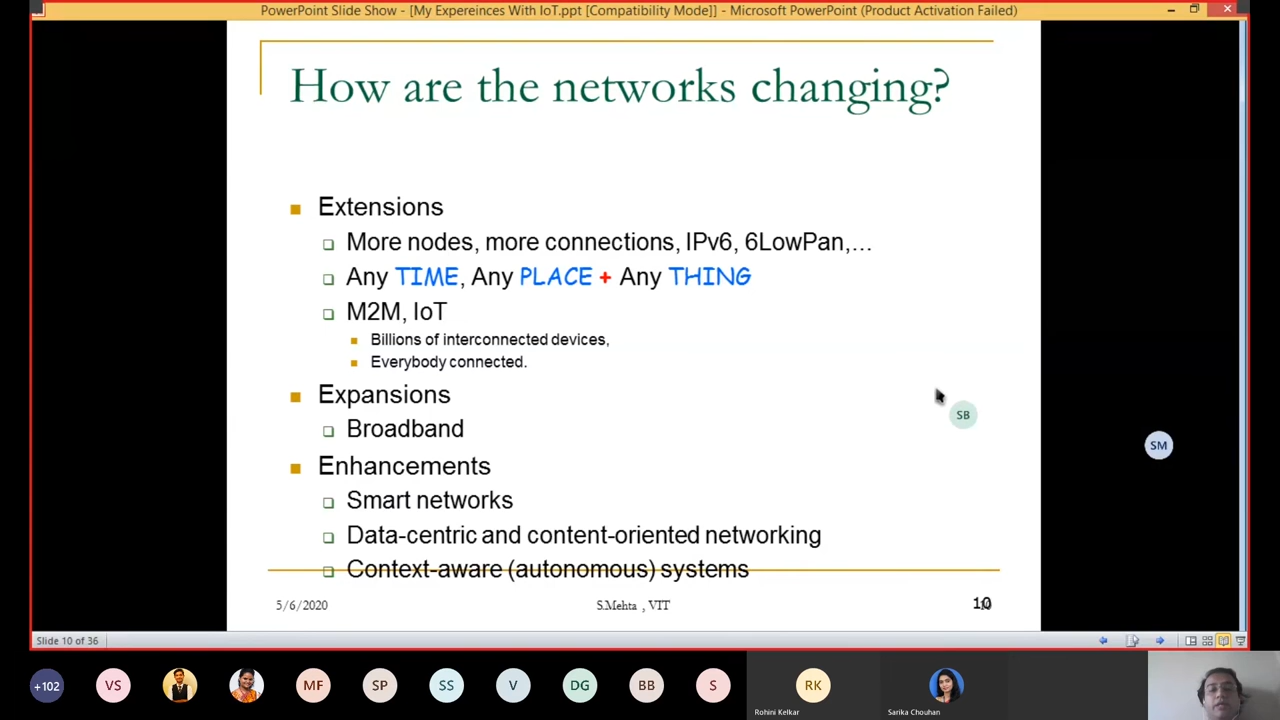 PowerPoint Slide Show - [My Expereinces With IoT.ppt [Compatibility Mode]] - Microsoft PowerPoint (Product Activation Failed)
How are the networks changing?
Extensions
More nodes, more connections, IPv6, 6LowPan,...
Any TIME, Any PLACE + Any THING
M2M, IoT
Billions of interconnected devices,
Everybody connected.
Expansions
Broadband
Enhancements
Smart networks
Data-centric and content-oriented networking
Context-aware (autonomous) systems
5/6/2020
S.Mehta , VIT
10
SB
SM
Slide 10 of 36
+102
VS
MF
SP
SS
V
DG
BB
S
RK
Rohini Kelkar
Sarika Chouhan